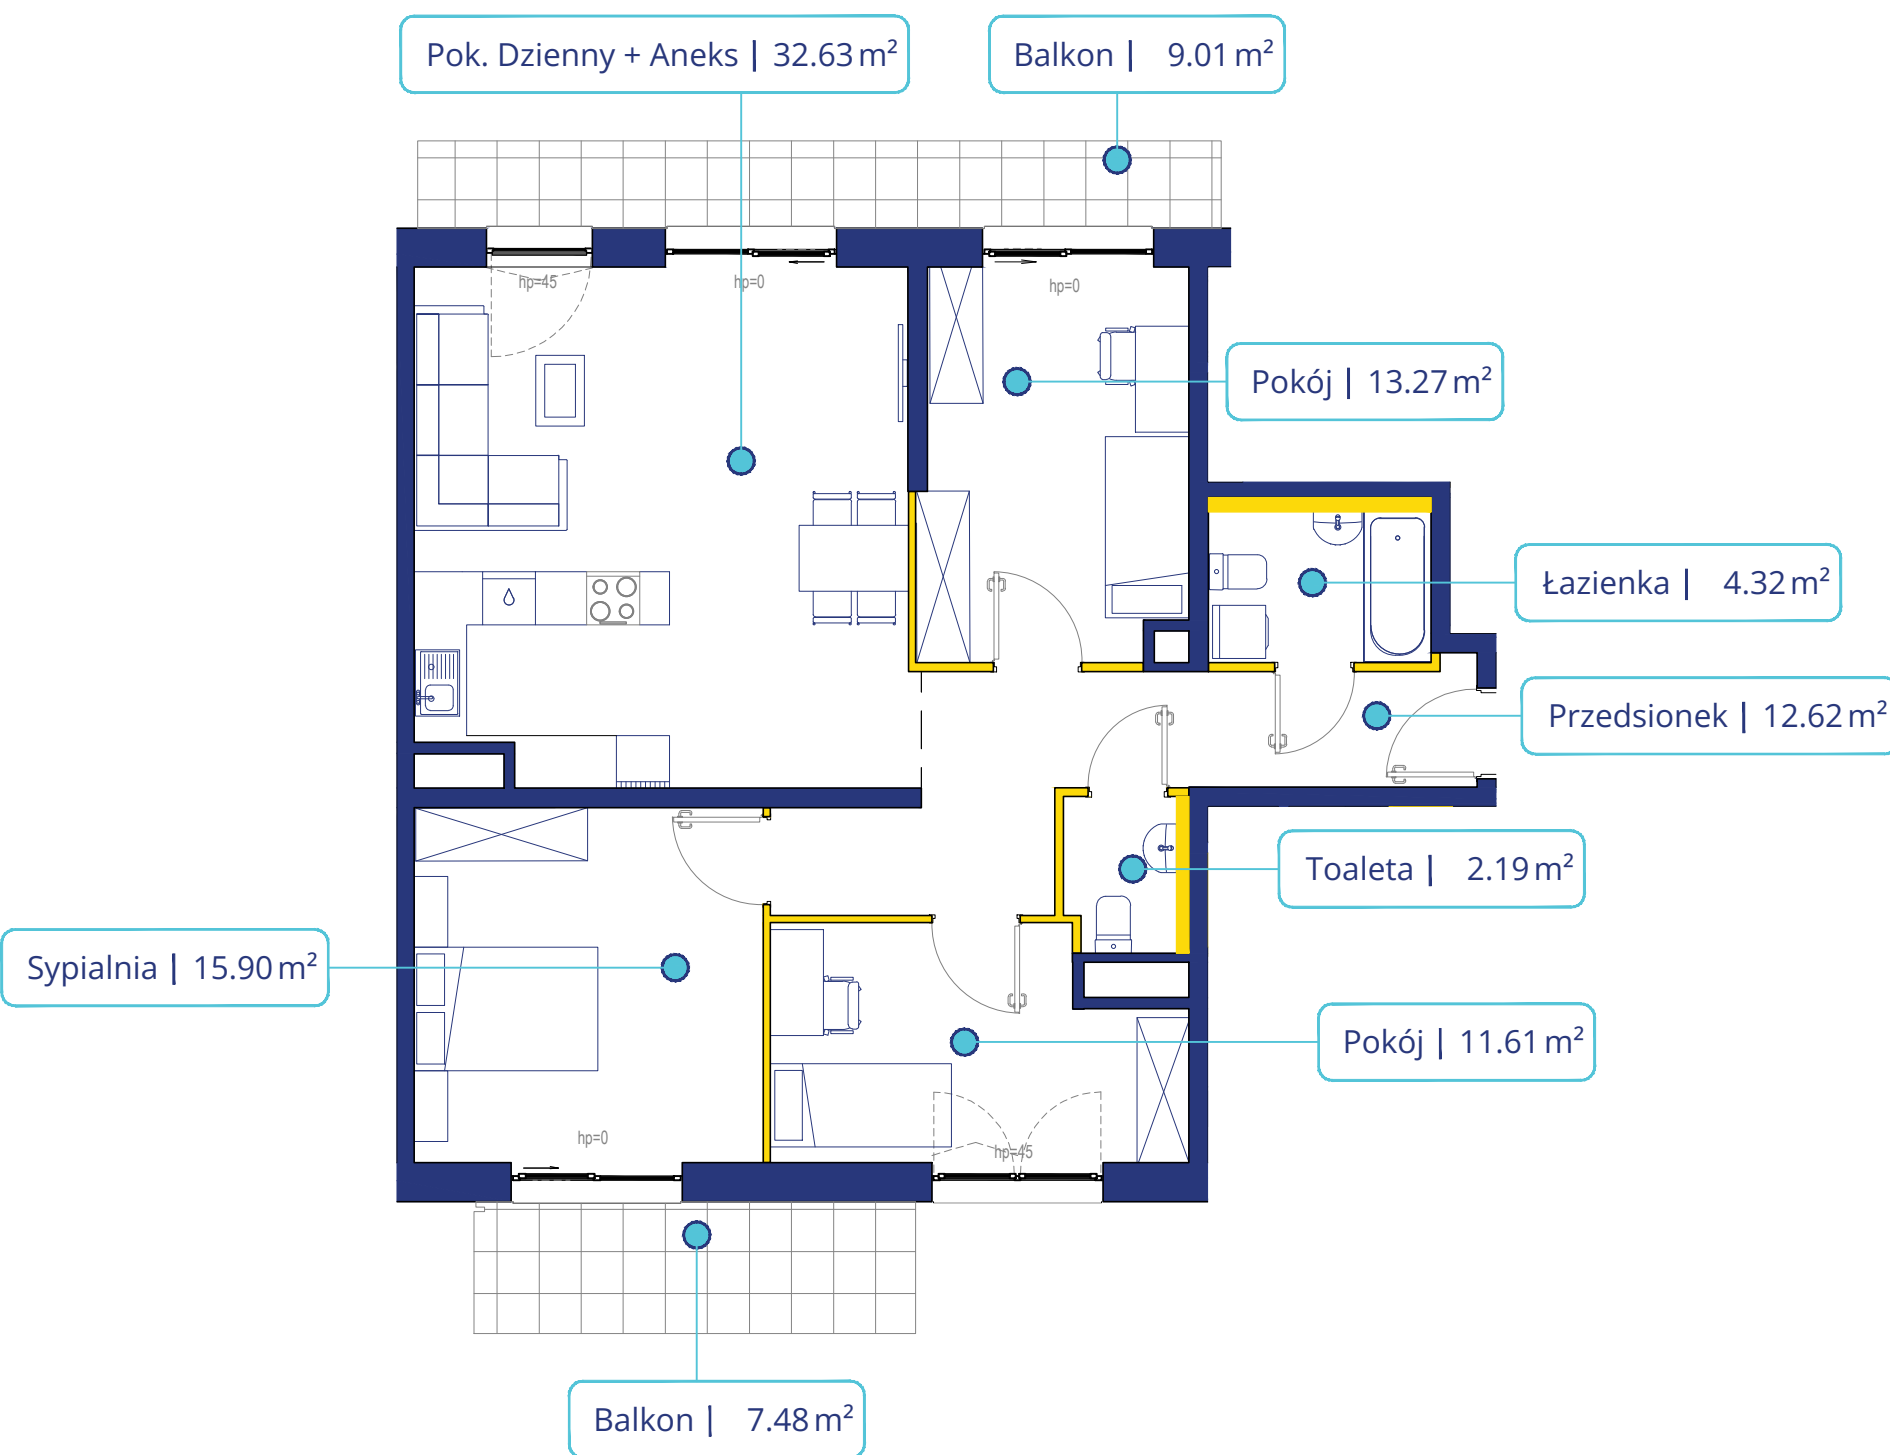 Pok. Dzienny + Aneks | 32.63 m²
Balkon | 9.01 m²
hp=45
hp=0
hp=0
Pokój | 13.27 m²
Łazienka | 4.32 m²
Przedsionek | 12.62 m²
Toaleta | 2.19 m²
Sypialnia | 15.90 m²
Pokój | 11.61 m²
hp=0
hp=45
Balkon | 7.48 m²